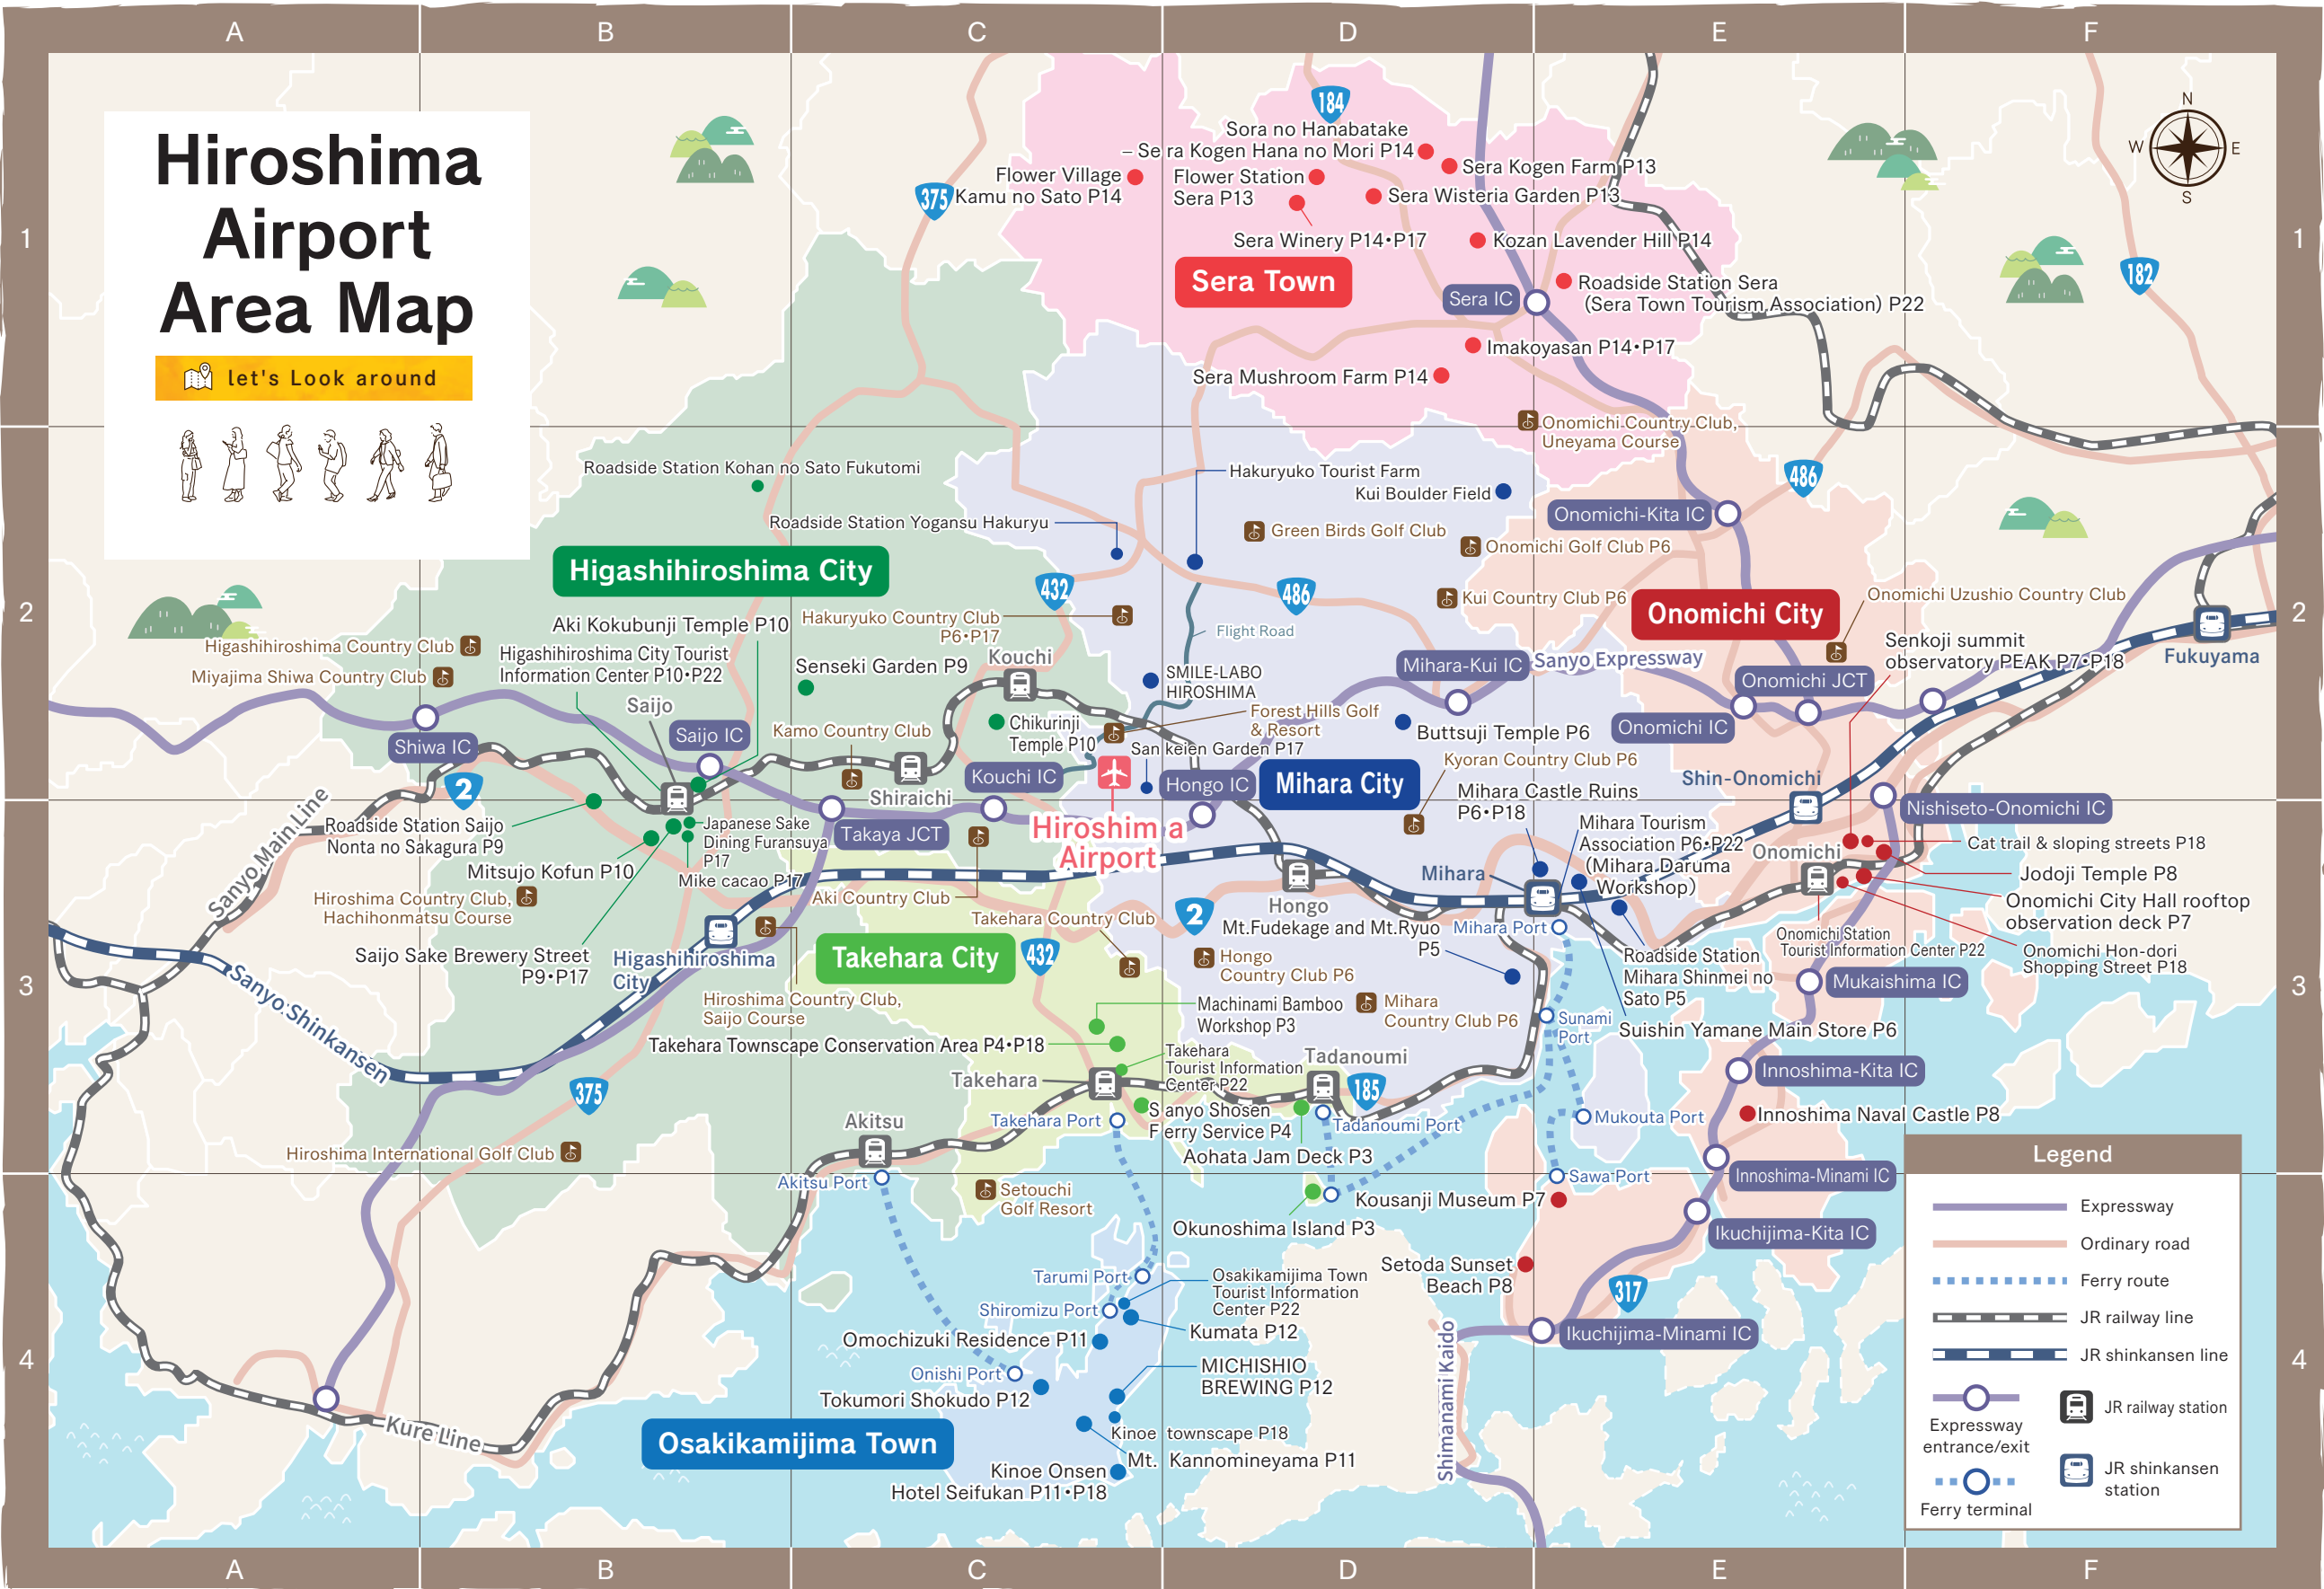 A
B
C
D
E
F
Hiroshima
Airport
Area Map
let's Look around
N
W
E
S
1
1
184
Sora no Hanabatake
– Sera Kogen Hana no Mori P14
Sera Kogen Farm P13
Flower Village
Kamu no Sato P14
375
Flower Station
Sera P13
Sera Wisteria Garden P13
Sera Winery P14•P17
Kozan Lavender Hill P14
Sera Town
Sera IC
Roadside Station Sera
(Sera Town Tourism Association) P22
182
Imakoyasan P14•P17
Sera Mushroom Farm P14
Onomichi Country Club,
Uneyama Course
Roadside Station Kohan no Sato Fukutomi
Hakuryuko Tourist Farm
Kui Boulder Field
486
Roadside Station Yogansu Hakuryu
Onomichi-Kita IC
Green Birds Golf Club
Onomichi Golf Club P6
Higashihiroshima City
432
486
Kui Country Club P6
Onomichi City
Onomichi Uzushio Country Club
2
2
Hakuryuko Country Club
P6•P17
Aki Kokubunji Temple P10
Flight Road
Higashihiroshima Country Club
Higashihiroshima City Tourist
Information Center P10•P22
Senseki Garden P9
Kouchi
Mihara-Kui IC
Sanyo Expressway
Senkoji summit
observatory PEAK P7•P18
Fukuyama
Miyajima Shiwa Country Club
SMILE-LABO
HIROSHIMA
Onomichi JCT
Saijo
Forest Hills Golf
& Resort
Shiwa IC
Saijo IC
Kamo Country Club
Chikurinji
Temple P10
Buttsuji Temple P6
Onomichi IC
San keien Garden P17
Kyoran Country Club P6
2
Kouchi IC
Hongo IC
Mihara City
Shin-Onomichi
Shiraichi
Mihara Castle Ruins
P6•P18
Nishiseto-Onomichi IC
Sanyo Main Line
Roadside Station Saijo
Nonta no Sakagura P9
Japanese Sake
Dining Furansuya
P17
Takaya JCT
Hiroshima
Airport
Mihara Tourism
Association P6•P22
(Mihara Daruma
Workshop)
Onomichi
Cat trail & sloping streets P18
Mitsujo Kofun P10
Mike cacao P17
Mihara
Jodoji Temple P8
Hiroshima Country Club,
Hachihonmatsu Course
Aki Country Club
Hongo
Onomichi City Hall rooftop
observation deck P7
Takehara Country Club
2
Mt.Fudekage and Mt.Ryuo
P5
Mihara Port
Onomichi Station
Tourist Information Center P22
Onomichi Hon-dori
Shopping Street P18
Saijo Sake Brewery Street
P9•P17
Higashihiroshima
City
Takehara City
432
Hongo
Country Club P6
Roadside Station
Mihara Shinmei no
Sato P5
Mukaishima IC
3
3
Sanyo Shinkansen
Hiroshima Country Club,
Saijo Course
Machinami Bamboo
Workshop P3
Mihara
Country Club P6
Sunami
Port
Suishin Yamane Main Store P6
Takehara Townscape Conservation Area P4•P18
Takehara
Tourist Information
Center P22
Tadanoumi
Innoshima-Kita IC
375
Takehara
185
Sanyo Shosen
Ferry Service P4
Takehara Port
Tadanoumi Port
Mukouta Port
Innoshima Naval Castle P8
Akitsu
Aohata Jam Deck P3
Hiroshima International Golf Club
Akitsu Port
Sawa Port
Innoshima-Minami IC
Setouchi
Golf Resort
Kousanji Museum P7
Okunoshima Island P3
Ikuchijima-Kita IC
Tarumi Port
Osakikamijima Town
Tourist Information
Center P22
Setoda Sunset
Beach P8
317
Shiromizu Port
Kumata P12
Omochizuki Residence P11
Ikuchijima-Minami IC
4
4
Onishi Port
MICHISHIO
BREWING P12
Shimanami Kaido
Tokumori Shokudo P12
Kure Line
Osakikamijima Town
Kinoe townscape P18
Mt. Kannomineyama P11
Kinoe Onsen
Hotel Seifukan P11•P18
Legend
Expressway
Ordinary road
Ferry route
JR railway line
JR shinkansen line
Expressway
entrance/exit
JR railway station
Ferry terminal
JR shinkansen
station
A
B
C
D
E
F